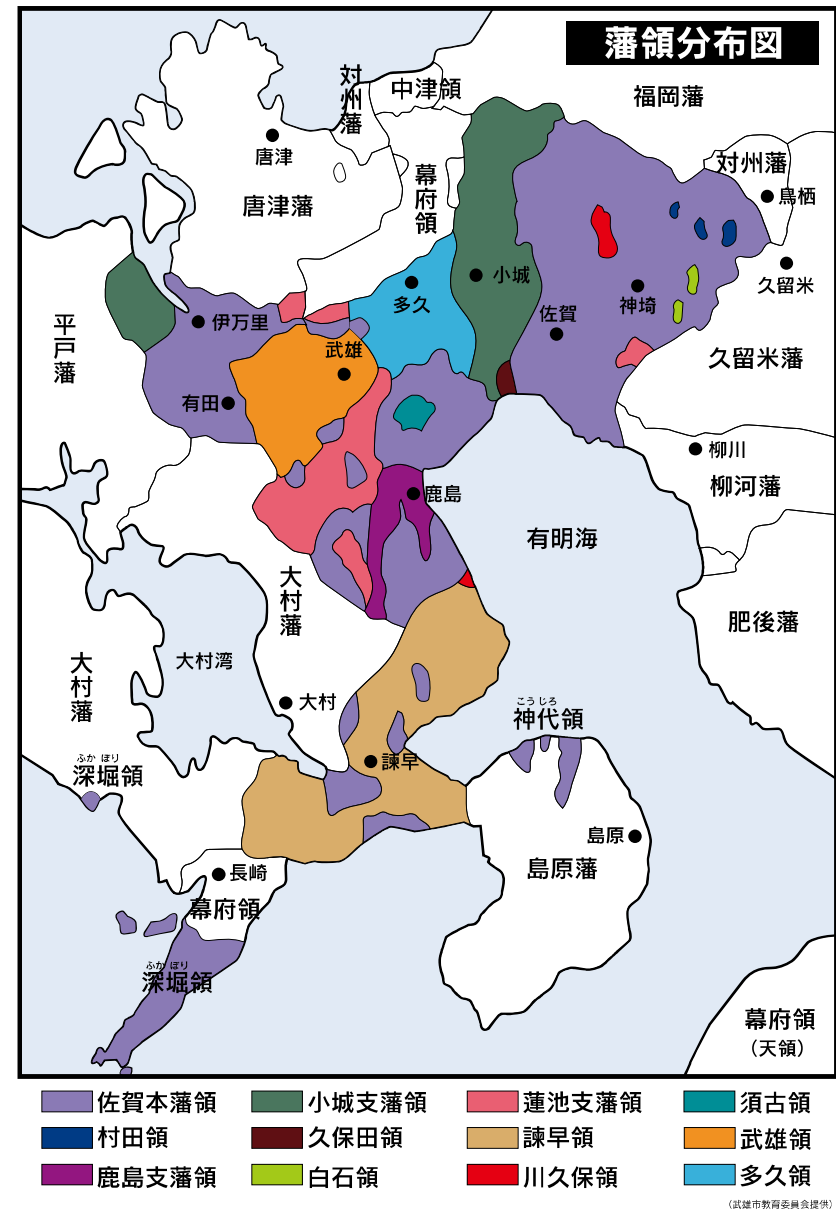 藩領分布図
対州藩
中津領
福岡藩
唐津
唐津藩
幕府領
対州藩
鳥栖
小城
多久
佐賀
神埼
久留米
平戸藩
伊万里
武雄
有田
久留米藩
柳川
柳河藩
鹿島
有明海
大村藩
肥後藩
大村藩
大村湾
大村
こうじろ
神代領
ふかぼり
深堀領
諫早
島原
島原藩
長崎
幕府領
ふかぼり
深堀領
幕府領
（天領）
佐賀本藩領
小城支藩領
蓮池支藩領
須古領
村田領
久保田領
諫早領
武雄領
鹿島支藩領
白石領
川久保領
多久領
（武雄市教育委員会提供）